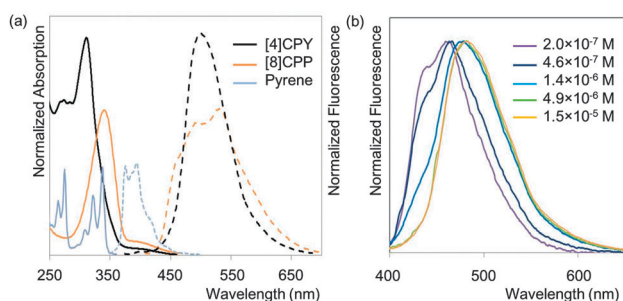 (a)
Normalized Absorption
[4]CPY
[8]CPP
Pyrene
Normalized Fluorescence
250 350 450 550 650
Wavelength (nm)
(b)
Normalized Fluorescence
2.0×10⁻⁷ M
4.6×10⁻⁷ M
1.4×10⁻⁶ M
4.9×10⁻⁶ M
1.5×10⁻⁵ M
400 500 600
Wavelength (nm)